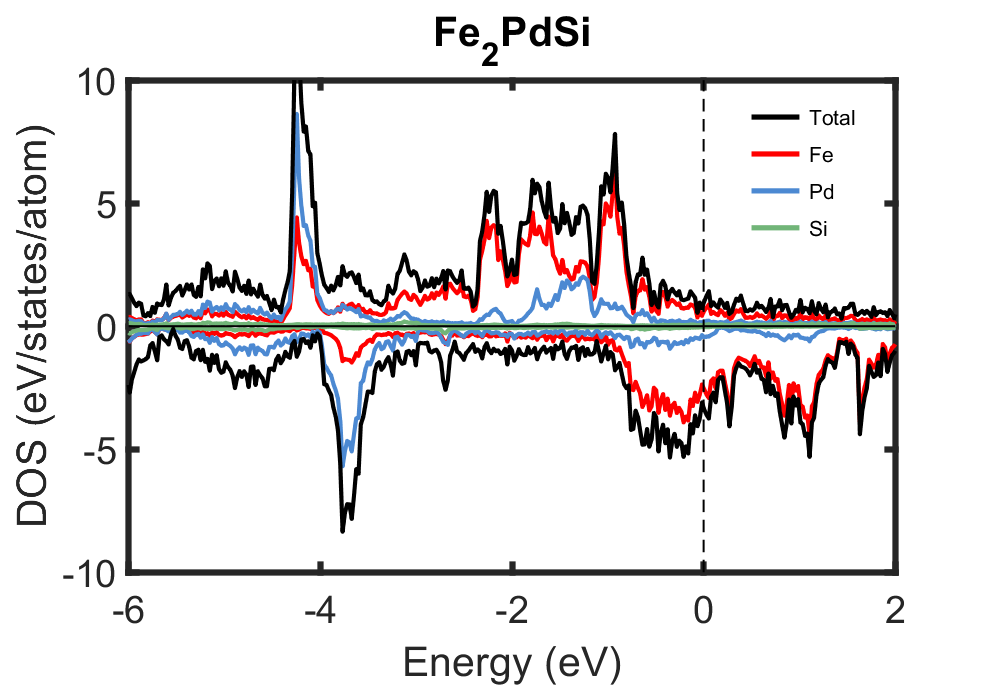 Fe₂PdSi
DOS (eV/states/atom)
10
5
0
-5
-10
Total
Fe
Pd
Si
-6 -4 -2 0 2
Energy (eV)